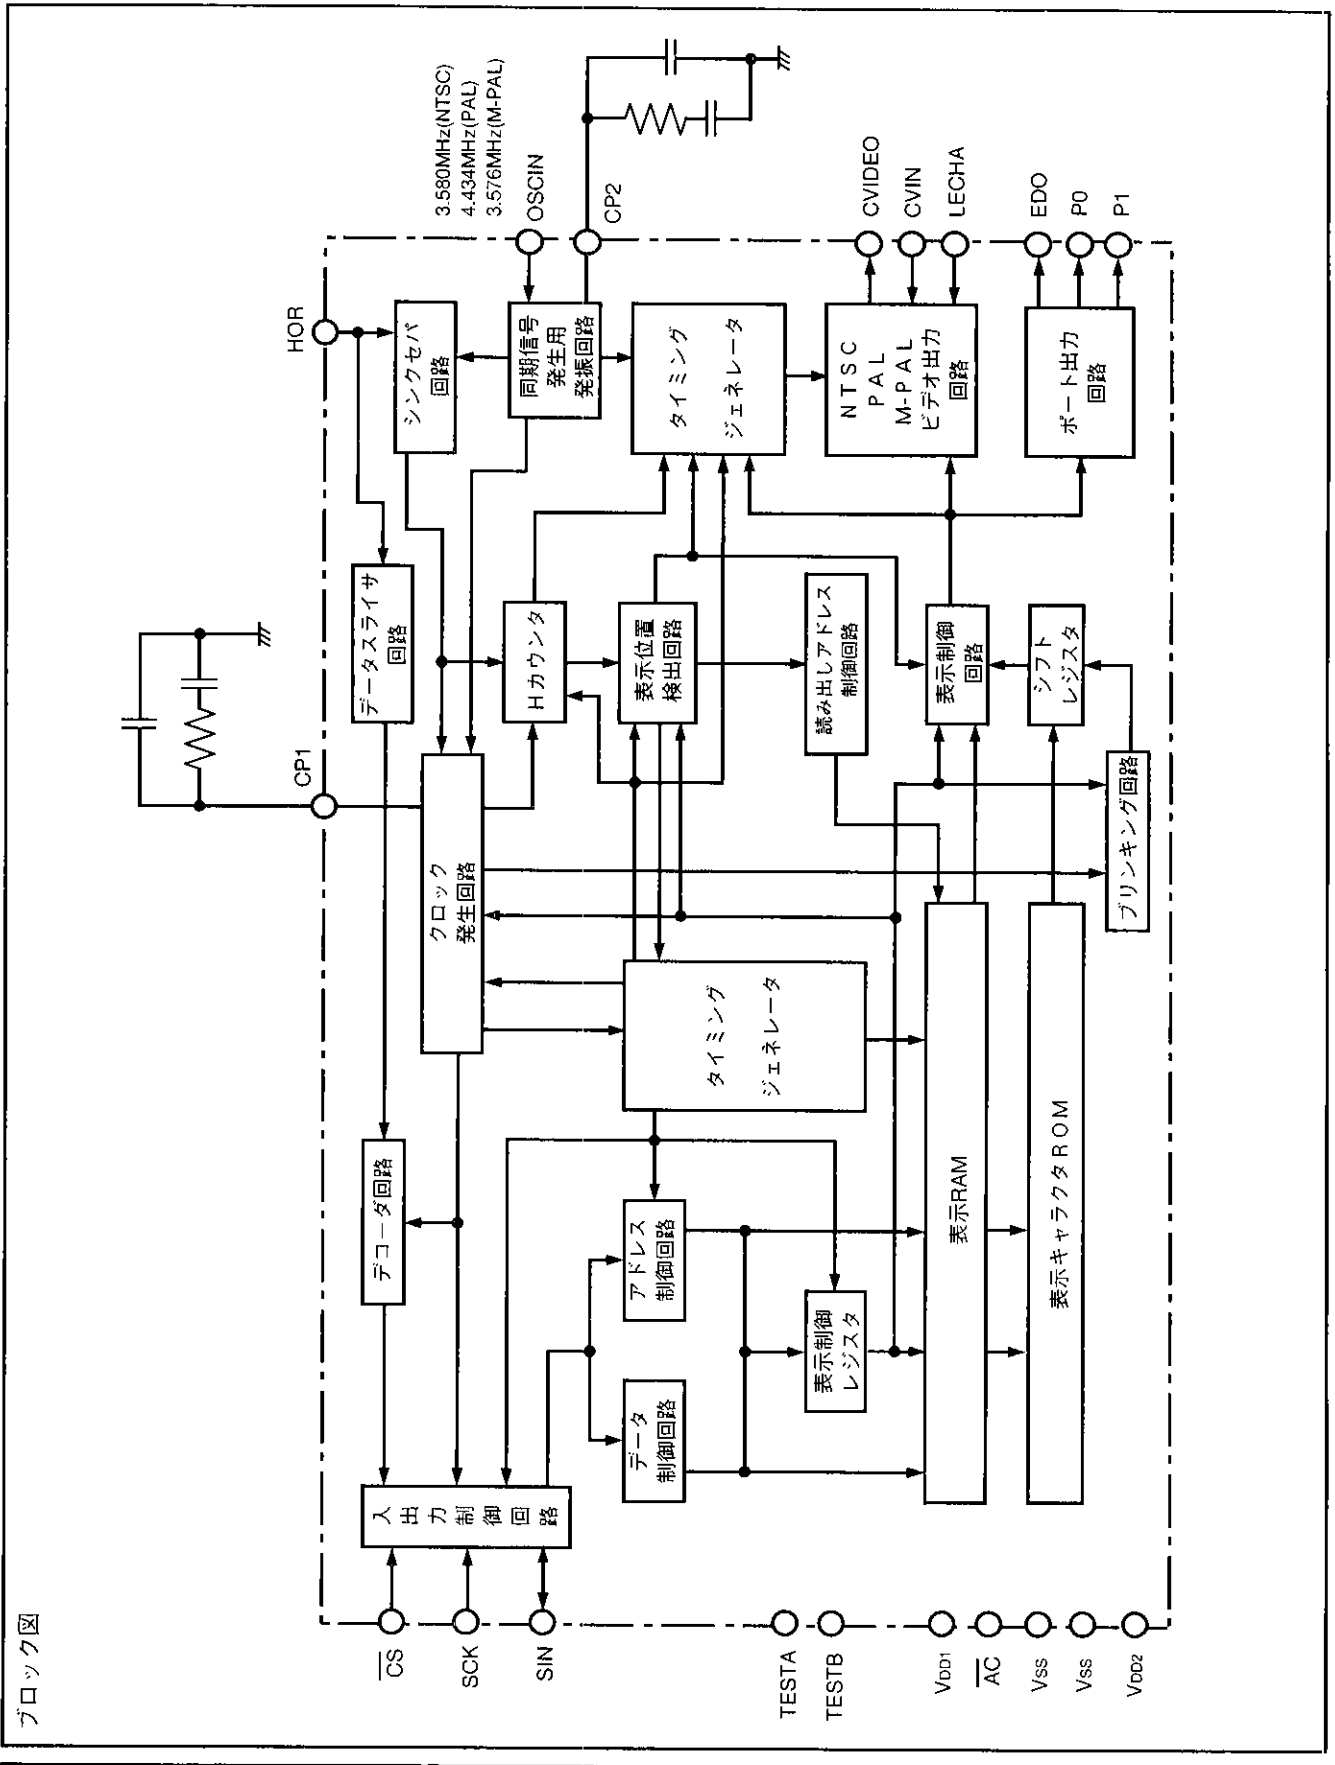 ブロック図
CP1
HOR
3.580MHz(NTSC)
4.434MHz(PAL)
3.576MHz(M-PAL)
OSCIN
CP2
CVIDEO
CVIN
LECHA
EDO
P0
P1
CS
SCK
SIN
TESTA
TESTB
VDD1
AC
VSS
VSS
VDD2
入出力制御回路
デコーダ回路
データスライサ
回路
シンクセパ
回路
クロック
発生回路
同期信号
発生用
発振回路
Hカウンタ
データ
制御回路
アドレス
制御回路
タイミング
ジェネレータ
表示位置
検出回路
タイミング
ジェネレータ
表示制御
レジスタ
読み出しアドレス
制御回路
NTSC
PAL
M-PAL
ビデオ出力
回路
表示RAM
表示制御
回路
表示キャラクタROM
シフト
レジスタ
ブリンキング回路
ポート出力
回路